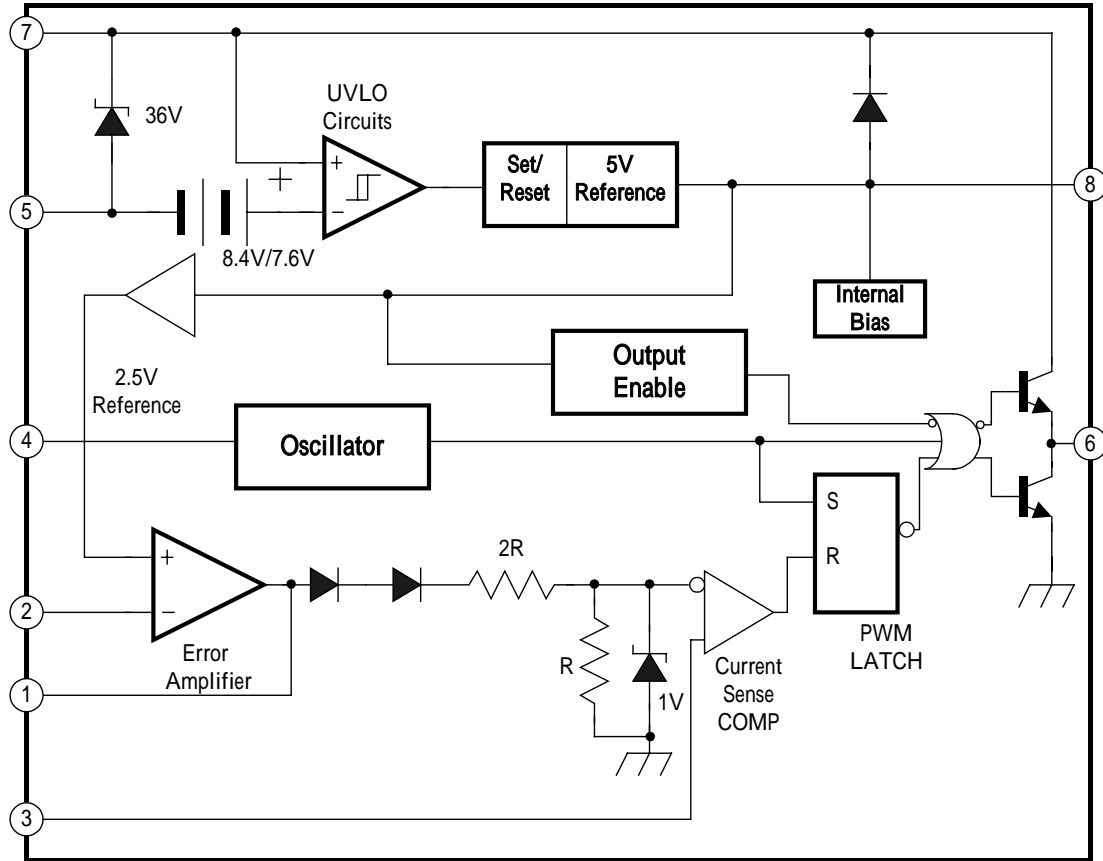 7
36V
UVLO
Circuits
+
+
−
Set/
Reset
5V
Reference
8
5
8.4V/7.6V
Internal
Bias
Output
Enable
2.5V
Reference
4
Oscillator
6
S
R
PWM
LATCH
+
−
2R
2
Error
Amplifier
R
1V
Current
Sense
COMP
1
3